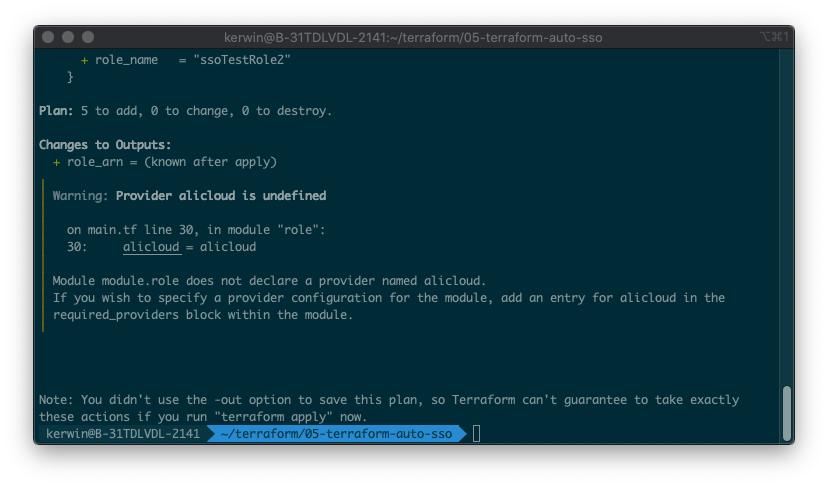 kerwin@B-31TDLVDL-2141:~/terraform/05-terraform-auto-sso
⌥⌘1
+ role_name = "ssoTestRole2"
}
Plan: 5 to add, 0 to change, 0 to destroy.
Changes to Outputs:
+ role_arn = (known after apply)
Warning: Provider alicloud is undefined
on main.tf line 30, in module "role":
30: alicloud = alicloud
Module module.role does not declare a provider named alicloud.
If you wish to specify a provider configuration for the module, add an entry for alicloud in the
required_providers block within the module.
Note: You didn't use the -out option to save this plan, so Terraform can't guarantee to take exactly
these actions if you run "terraform apply" now.
kerwin@B-31TDLVDL-2141 ~/terraform/05-terraform-auto-sso